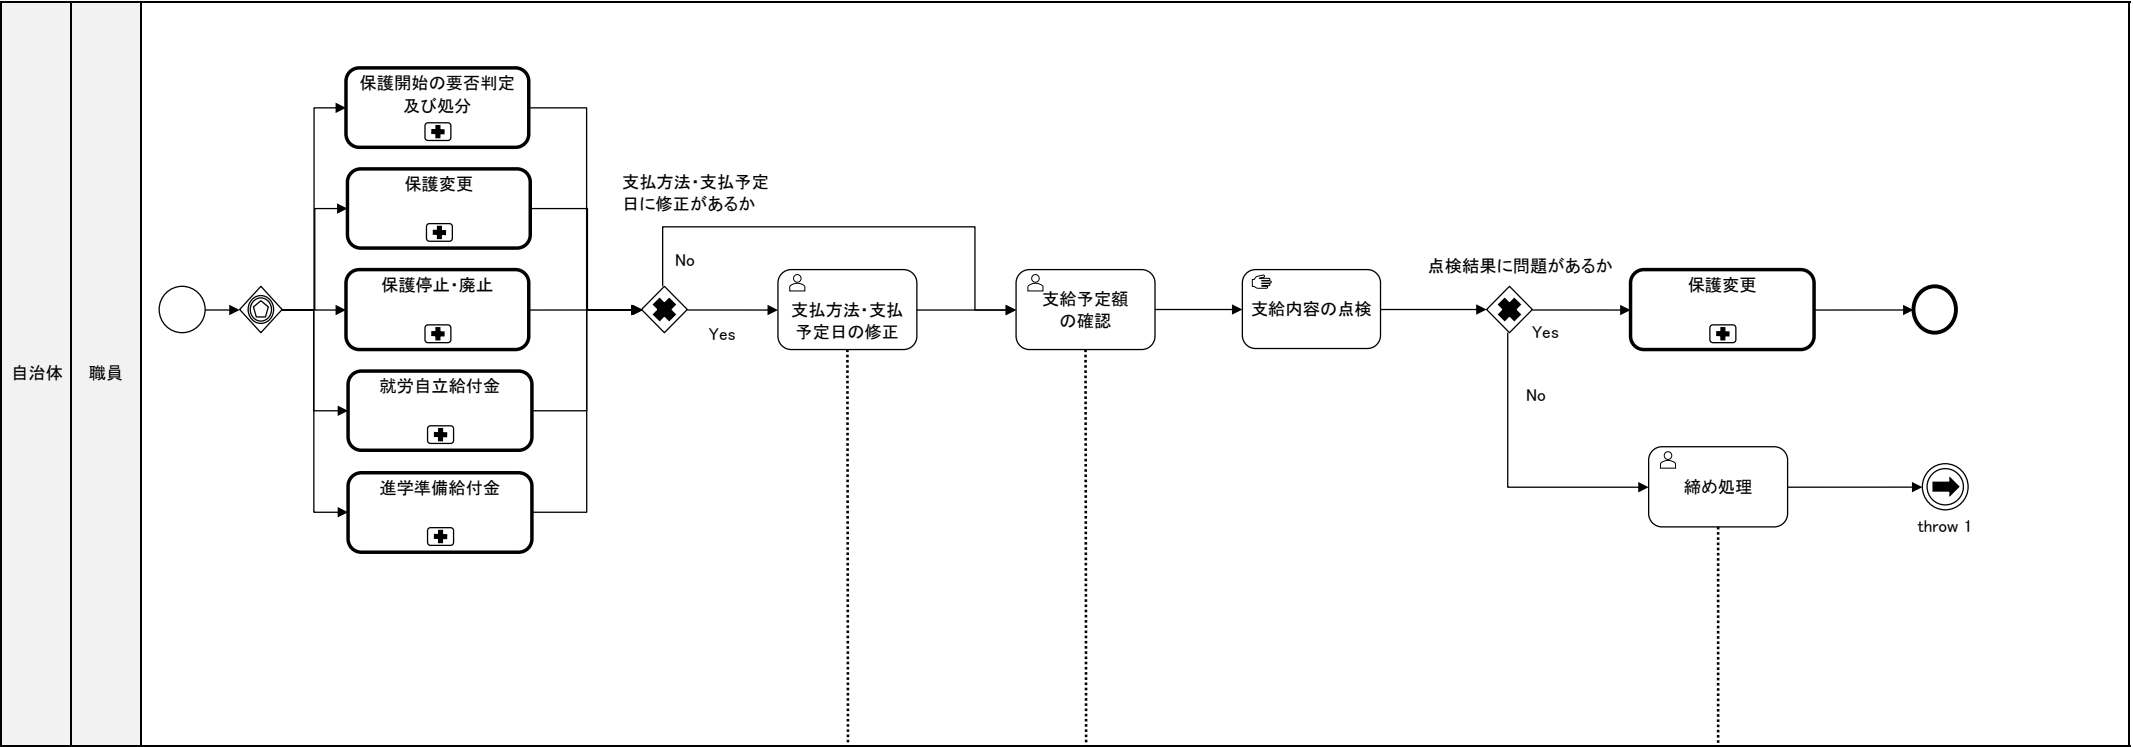 自治体
職員
保護開始の要否判定
及び処分
保護変更
保護停止・廃止
就労自立給付金
進学準備給付金
支払方法・支払予定
日に修正があるか
No
Yes
支払方法・支払
予定日の修正
支給予定額
の確認
支給内容の点検
点検結果に問題があるか
Yes
No
保護変更
締め処理
throw 1